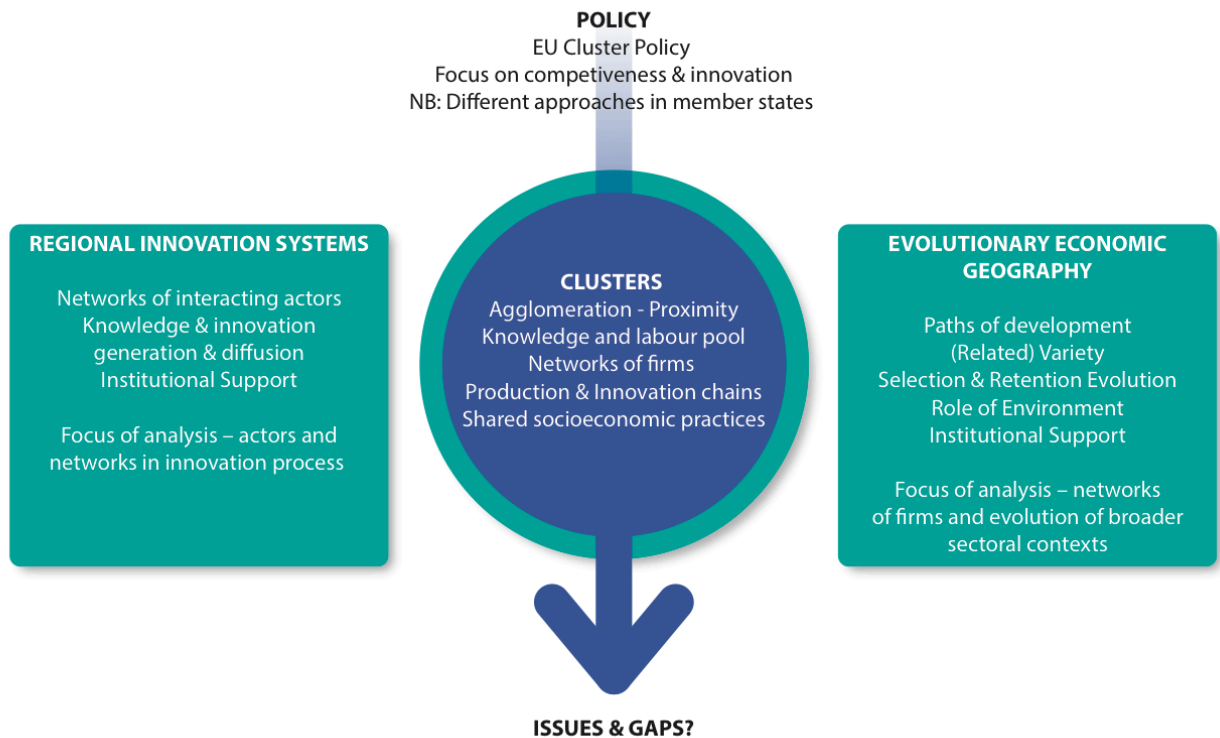 POLICY
EU Cluster Policy
Focus on competiveness & innovation
NB: Different approaches in member states
REGIONAL INNOVATION SYSTEMS
Networks of interacting actors
Knowledge & innovation
generation & diffusion
Institutional Support
Focus of analysis – actors and
networks in innovation process
CLUSTERS
Agglomeration - Proximity
Knowledge and labour pool
Networks of firms
Production & Innovation chains
Shared socioeconomic practices
EVOLUTIONARY ECONOMIC
GEOGRAPHY
Paths of development
(Related) Variety
Selection & Retention Evolution
Role of Environment
Institutional Support
Focus of analysis – networks
of firms and evolution of broader
sectoral contexts
ISSUES & GAPS?